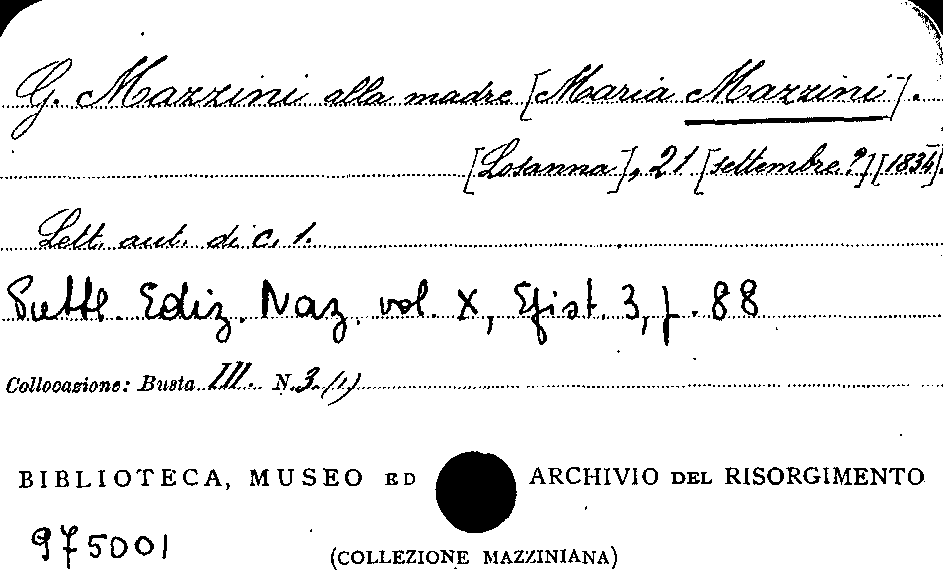 G. Mazzini alla madre [Maria Mazzini].
[Losanna], 21 [settembre?] [1834].
Lett. aut. di c. 1.
Pubbl. Ediz. Naz. vol. X, Epist. 3, p. 88
Collocazione: Busta III. N. 3. (1)
BIBLIOTECA, MUSEO ED ARCHIVIO DEL RISORGIMENTO
975001
(COLLEZIONE MAZZINIANA)